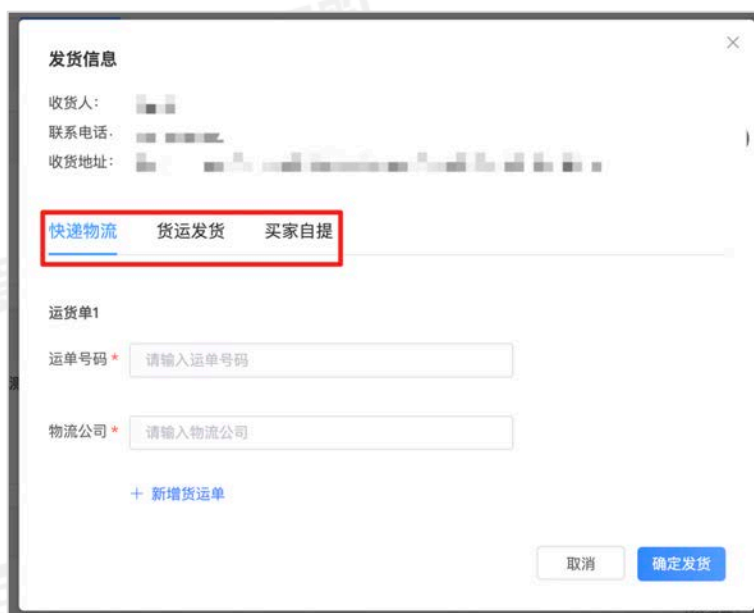 发货信息
收货人：
联系电话.
收货地址：
快递物流 货运发货 买家自提
运货单1
运单号码 * 请输入运单号码
物流公司 * 请输入物流公司
+ 新增货运单
取消 确定发货